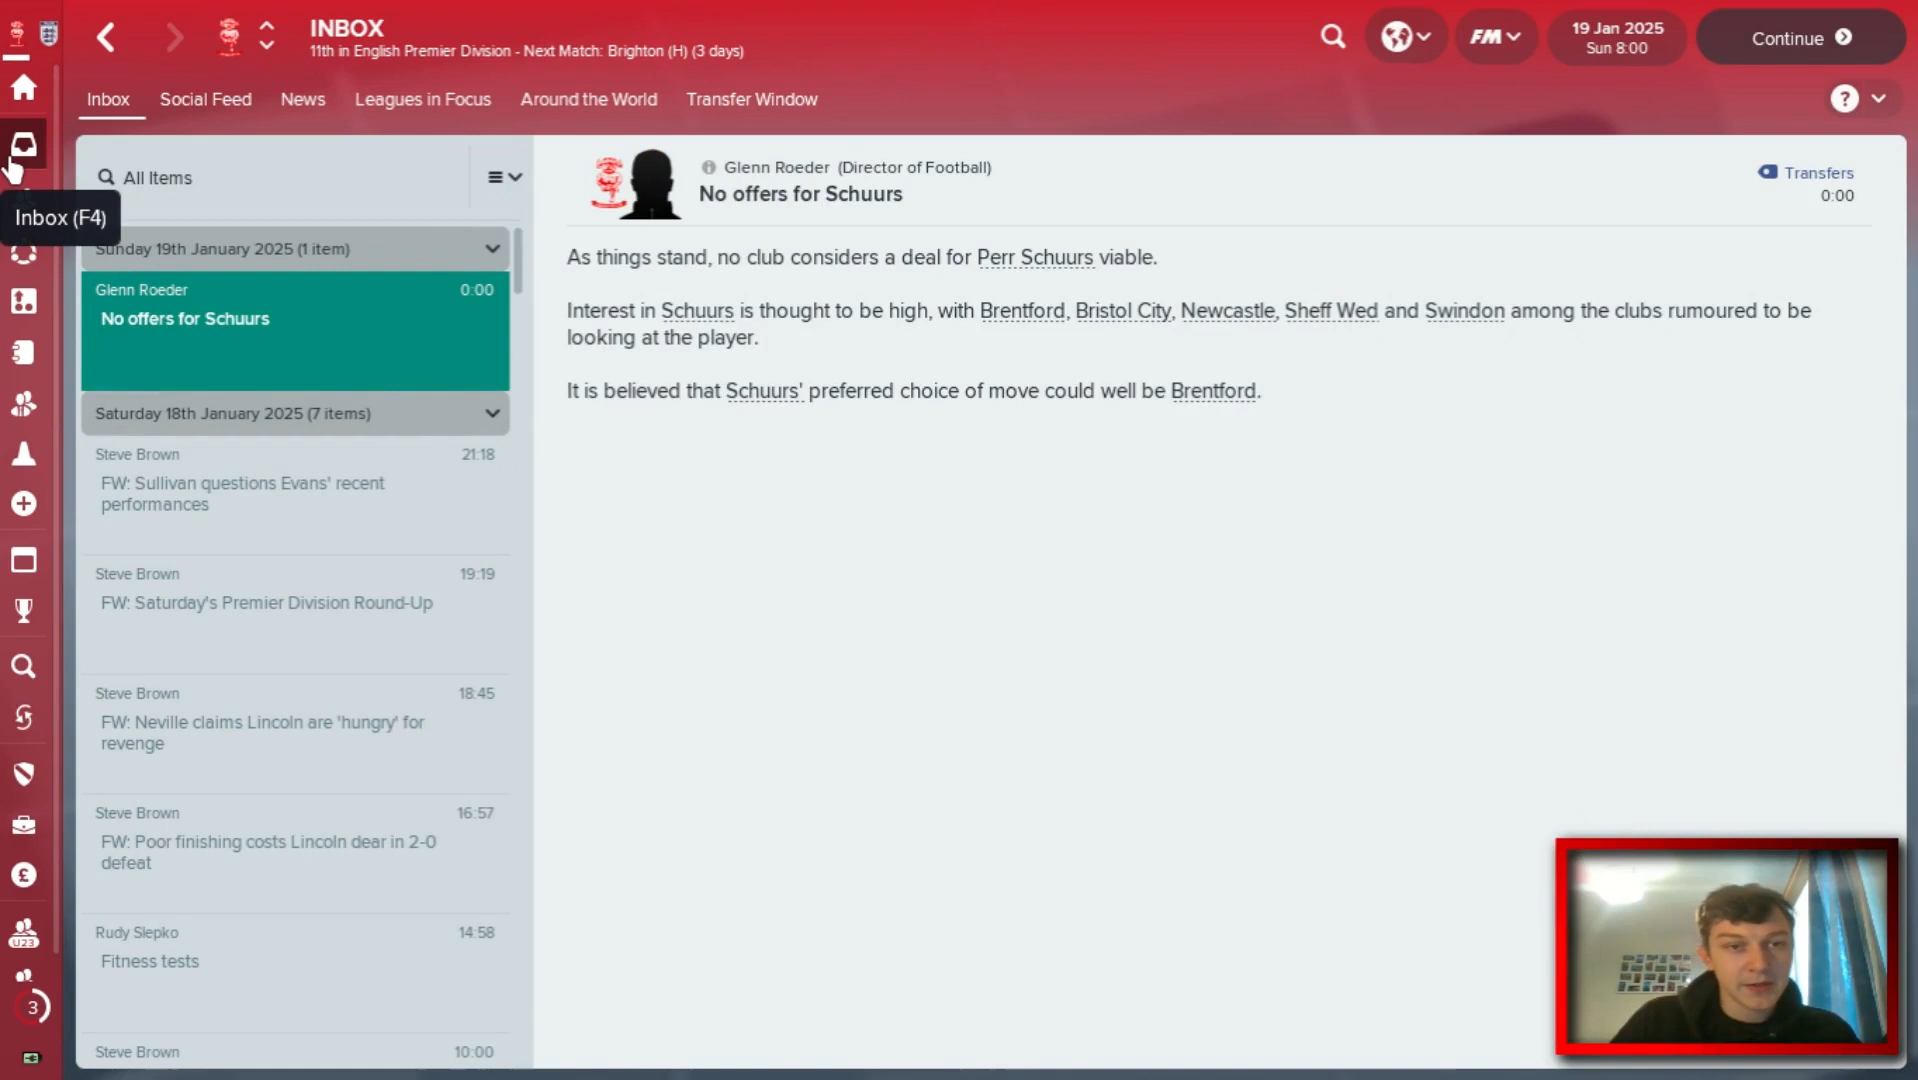 INBOX
11th in English Premier Division - Next Match: Brighton (H) (3 days)
FM
19 Jan 2025
Sun 8:00
Continue
Inbox
Social Feed
News
Leagues in Focus
Around the World
Transfer Window
?
All Items
Inbox (F4)
Sunday 19th January 2025 (1 item)
Glenn Roeder
0:00
No offers for Schuurs
Saturday 18th January 2025 (7 items)
Steve Brown
21:18
FW: Sullivan questions Evans' recent
performances
Steve Brown
19:19
FW: Saturday's Premier Division Round-Up
Steve Brown
18:45
FW: Neville claims Lincoln are 'hungry' for
revenge
Steve Brown
16:57
FW: Poor finishing costs Lincoln dear in 2-0
defeat
Rudy Slepko
14:58
Fitness tests
Steve Brown
10:00
Glenn Roeder (Director of Football)
No offers for Schuurs
Transfers
0:00
As things stand, no club considers a deal for Perr Schuurs viable.
Interest in Schuurs is thought to be high, with Brentford, Bristol City, Newcastle, Sheff Wed and Swindon among the clubs rumoured to be
looking at the player.
It is believed that Schuurs' preferred choice of move could well be Brentford.
£
U23
3